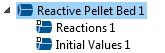 Reactive Pellet Bed 1
Reactions 1
Initial Values 1